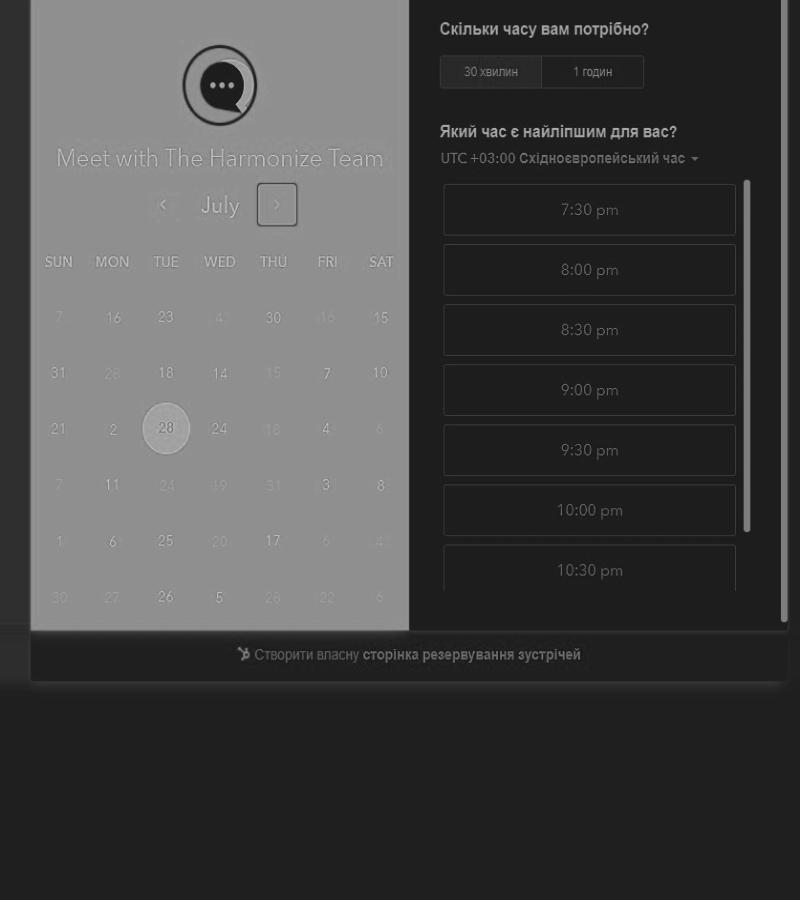 Meet with The Harmonize Team
July
SUN MON TUE WED THU FRI SAT
7 16 23 4 30 16 15
31 28 18 14 15 7 10
21 2 28 24 18 4 6
7 11 24 19 31 3 8
1 6 25 20 17 6 4
30 27 26 5 28 22 6
Скільки часу вам потрібно?
30 хвилин 1 годин
Який час є найліпшим для вас?
UTC +03:00 Східноєвропейський час
7:30 pm
8:00 pm
8:30 pm
9:00 pm
9:30 pm
10:00 pm
10:30 pm
Створити власну сторінка резервування зустрічей